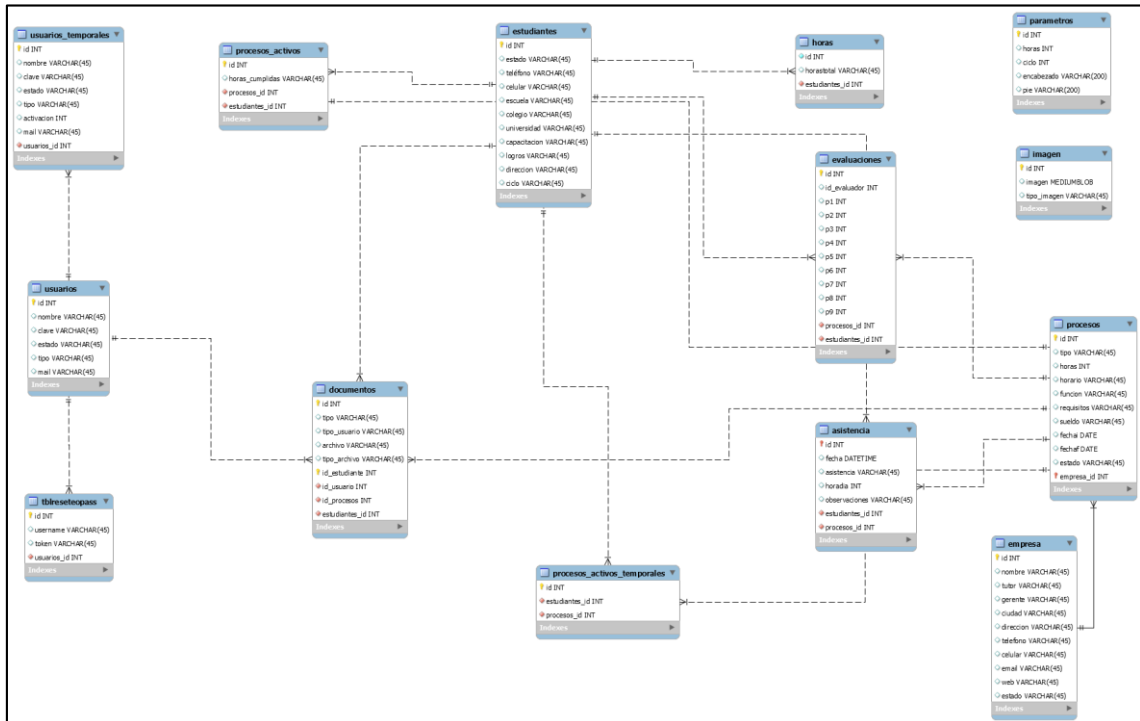 usuarios_temporales
id INT
nombre VARCHAR(45)
clave VARCHAR(45)
estado VARCHAR(45)
tipo VARCHAR(45)
activacion INT
mail VARCHAR(45)
usuarios_id INT
Indexes
procesos_activos
id INT
horas_cumplidas VARCHAR(45)
procesos_id INT
estudiantes_id INT
Indexes
estudiantes
id INT
estado VARCHAR(45)
teléfono VARCHAR(45)
celular VARCHAR(45)
escuela VARCHAR(45)
colegio VARCHAR(45)
universidad VARCHAR(45)
capacitacion VARCHAR(45)
logros VARCHAR(45)
direccion VARCHAR(45)
ciclo VARCHAR(45)
Indexes
horas
id INT
horastotal VARCHAR(45)
estudiantes_id INT
Indexes
parametros
id INT
horas INT
ciclo INT
encabezado VARCHAR(200)
pie VARCHAR(200)
Indexes
evaluaciones
id INT
id_evaluador INT
p1 INT
p2 INT
p3 INT
p4 INT
p5 INT
p6 INT
p7 INT
p8 INT
p9 INT
procesos_id INT
estudiantes_id INT
Indexes
imagen
id INT
imagen MEDIUMBLOB
tipo_imagen VARCHAR(45)
Indexes
usuarios
id INT
nombre VARCHAR(45)
clave VARCHAR(45)
estado VARCHAR(45)
tipo VARCHAR(45)
mail VARCHAR(45)
Indexes
procesos
id INT
tipo VARCHAR(45)
horas INT
horario VARCHAR(45)
funcion VARCHAR(45)
requisitos VARCHAR(45)
sueldo VARCHAR(45)
fechai DATE
fechaf DATE
estado VARCHAR(45)
empresa_id INT
Indexes
documentos
id INT
tipo VARCHAR(45)
tipo_usuario VARCHAR(45)
archivo VARCHAR(45)
tipo_archivo VARCHAR(45)
id_estudiante INT
id_usuario INT
id_procesos INT
estudiantes_id INT
Indexes
asistencia
id INT
fecha DATETIME
asistencia VARCHAR(45)
horadia INT
observaciones VARCHAR(45)
estudiantes_id INT
procesos_id INT
Indexes
tblreseteopass
id INT
username VARCHAR(45)
token VARCHAR(45)
usuarios_id INT
Indexes
procesos_activos_temporales
id INT
estudiantes_id INT
procesos_id INT
Indexes
empresa
id INT
nombre VARCHAR(45)
tutor VARCHAR(45)
gerente VARCHAR(45)
ciudad VARCHAR(45)
direccion VARCHAR(45)
telefono VARCHAR(45)
celular VARCHAR(45)
email VARCHAR(45)
web VARCHAR(45)
estado VARCHAR(45)
Indexes